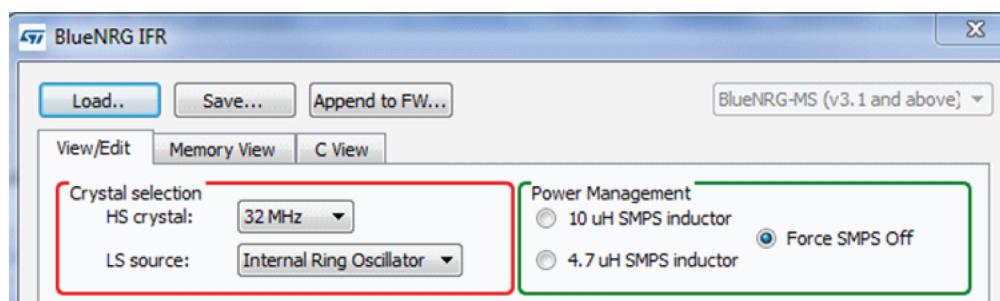 BlueNRG IFR
Load.. Save... Append to FW... BlueNRG-MS (v3.1 and above)
View/Edit Memory View C View
Crystal selection
HS crystal: 32 MHz
LS source: Internal Ring Oscillator
Power Management
10 uH SMPS inductor
Force SMPS Off
4.7 uH SMPS inductor